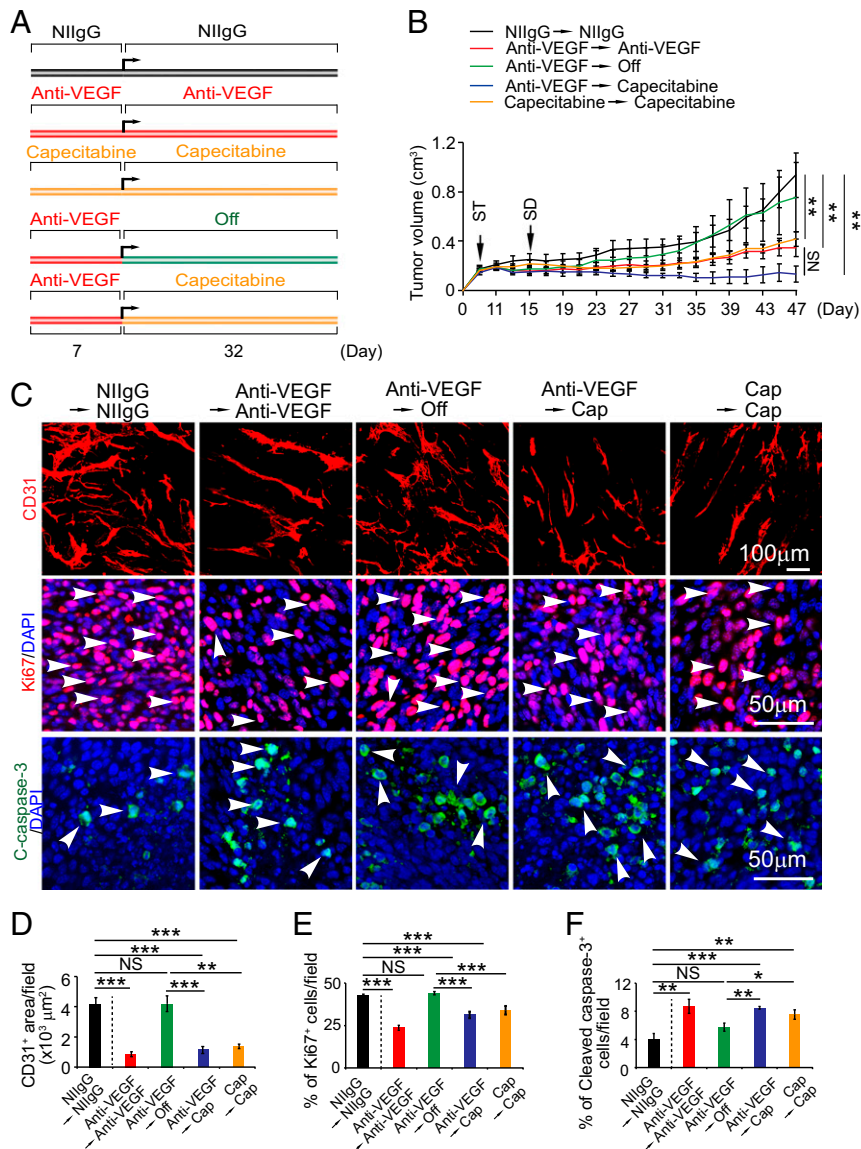 A
NIIgG NIIgG
Anti-VEGF Anti-VEGF
Capecitabine Capecitabine
Anti-VEGF Off
Anti-VEGF Capecitabine
7 32 (Day)
B
NIIgG → NIIgG
Anti-VEGF → Anti-VEGF
Anti-VEGF → Off
Anti-VEGF → Capecitabine
Capecitabine → Capecitabine
Tumor volume (cm³)
1.2
0.8
0.4
0
ST
SD
**
**
**
NS
0 11 15 19 23 27 31 35 39 43 47 (Day)
C
NIIgG → NIIgG
Anti-VEGF → Anti-VEGF
Anti-VEGF → Off
Anti-VEGF → Cap
Cap → Cap
CD31
100µm
Ki67/DAPI
50µm
C-caspase-3
/DAPI
50µm
D
CD31⁺ area/field
(x10³ µm²)
6
4
2
0
***
***
NS **
*** ***
NIIgG → NIIgG
Anti-VEGF → Anti-VEGF
Anti-VEGF → Off
Anti-VEGF → Cap
Cap → Cap
E
% of Ki67⁺ cells/field
50
25
0
***
***
NS ***
*** ***
NIIgG → NIIgG
Anti-VEGF → Anti-VEGF
Anti-VEGF → Off
Anti-VEGF → Cap
Cap → Cap
F
% of Cleaved caspase-3⁺
cells/field
12
8
4
0
**
***
NS *
** **
NIIgG → NIIgG
Anti-VEGF → Anti-VEGF
Anti-VEGF → Off
Anti-VEGF → Cap
Cap → Cap